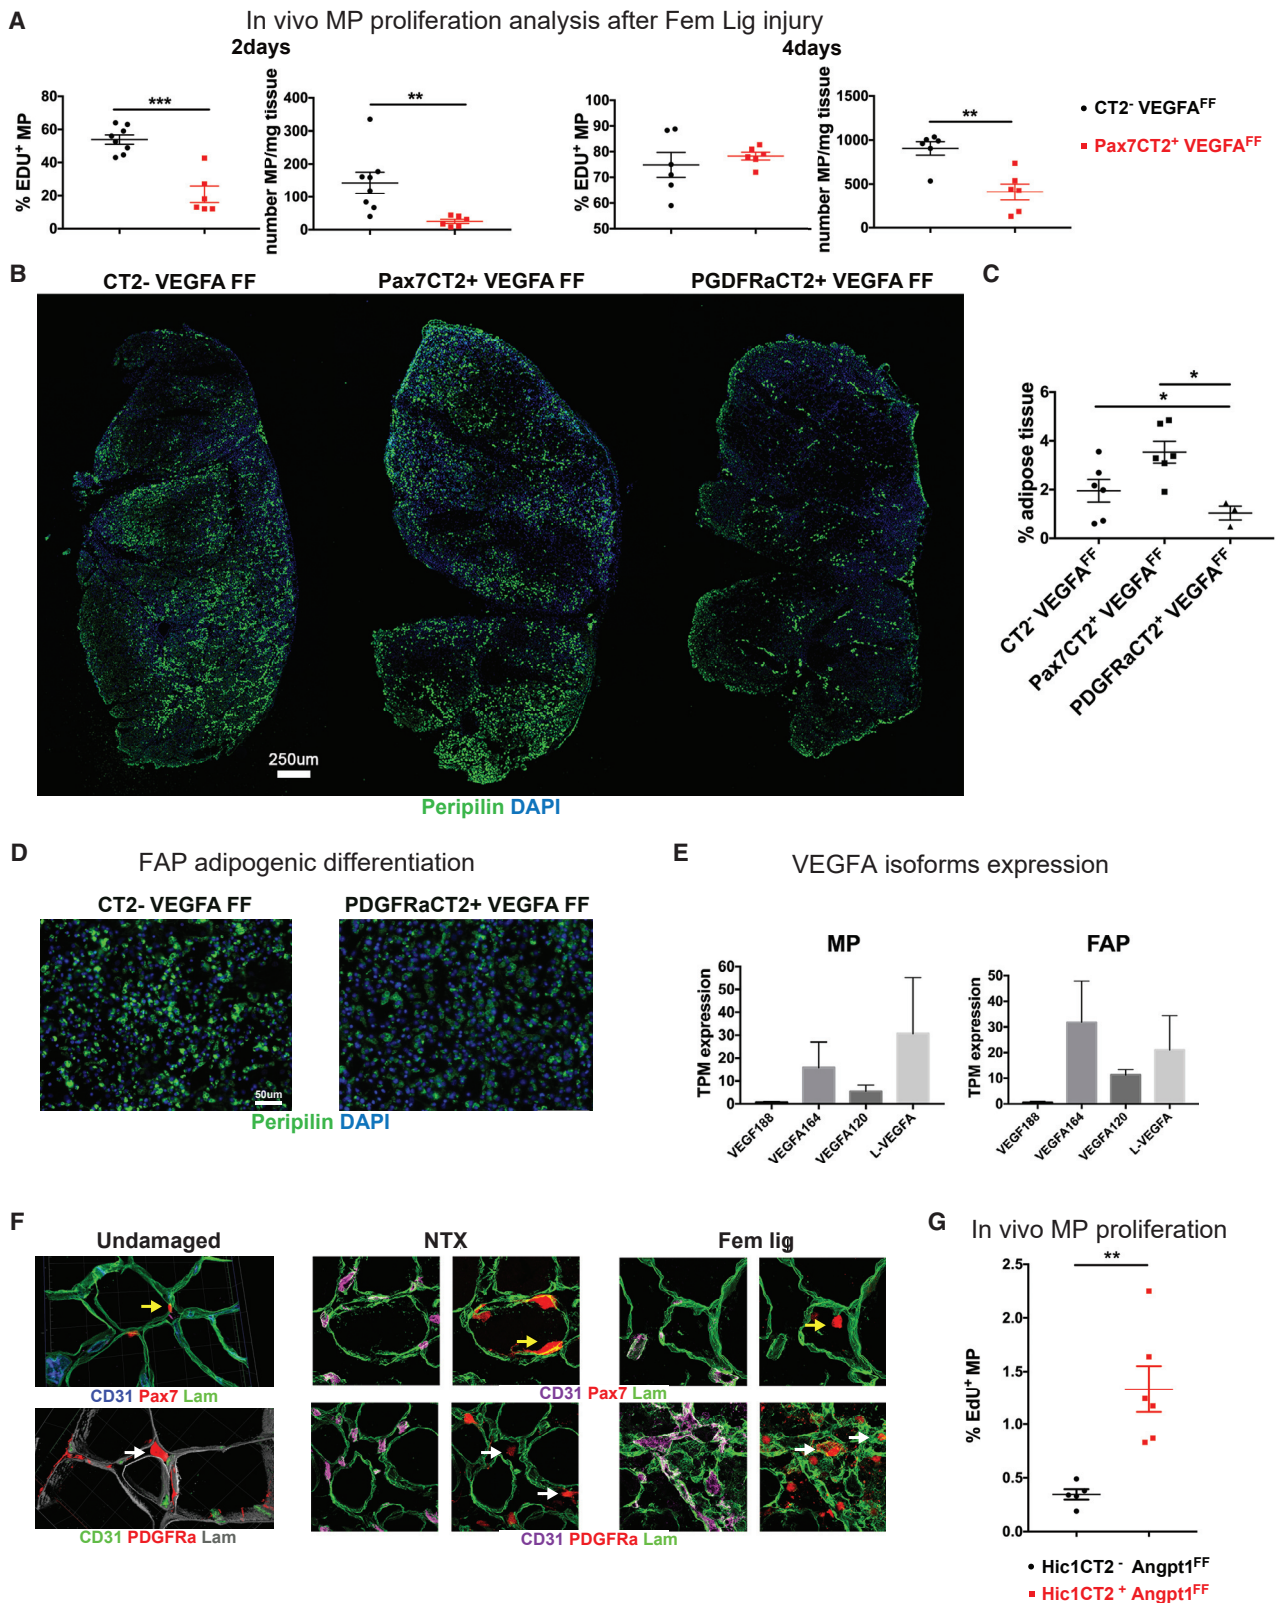 A
In vivo MP proliferation analysis after Fem Lig injury
2days
4days
% EDU+ MP
80
60
40
20
0
***
number MP/mg tissue
400
300
200
100
0
**
% EDU+ MP
100
90
80
70
60
50
number MP/mg tissue
1500
1000
500
0
**
CT2- VEGFAFF
Pax7CT2+ VEGFAFF
B
CT2- VEGFA FF
Pax7CT2+ VEGFA FF
PGDFRaCT2+ VEGFA FF
250um
Peripilin DAPI
C
% adipose tissue
6
4
2
0
*
*
CT2- VEGFAFF
Pax7CT2+ VEGFAFF
PDGFRaCT2+ VEGFAFF
D
FAP adipogenic differentiation
CT2- VEGFA FF
PDGFRaCT2+ VEGFA FF
50um
Peripilin DAPI
E
VEGFA isoforms expression
MP
TPM expression
60
50
40
30
20
10
0
VEGF188
VEGFA164
VEGFA120
L-VEGFA
FAP
TPM expression
50
40
30
20
10
0
VEGF188
VEGFA164
VEGFA120
L-VEGFA
F
Undamaged
NTX
Fem lig
CD31 Pax7 Lam
CD31 Pax7 Lam
CD31 PDGFRa Lam
CD31 PDGFRa Lam
G
In vivo MP proliferation
**
% EdU+ MP
2.5
2.0
1.5
1.0
0.5
0.0
Hic1CT2 - Angpt1FF
Hic1CT2 + Angpt1FF